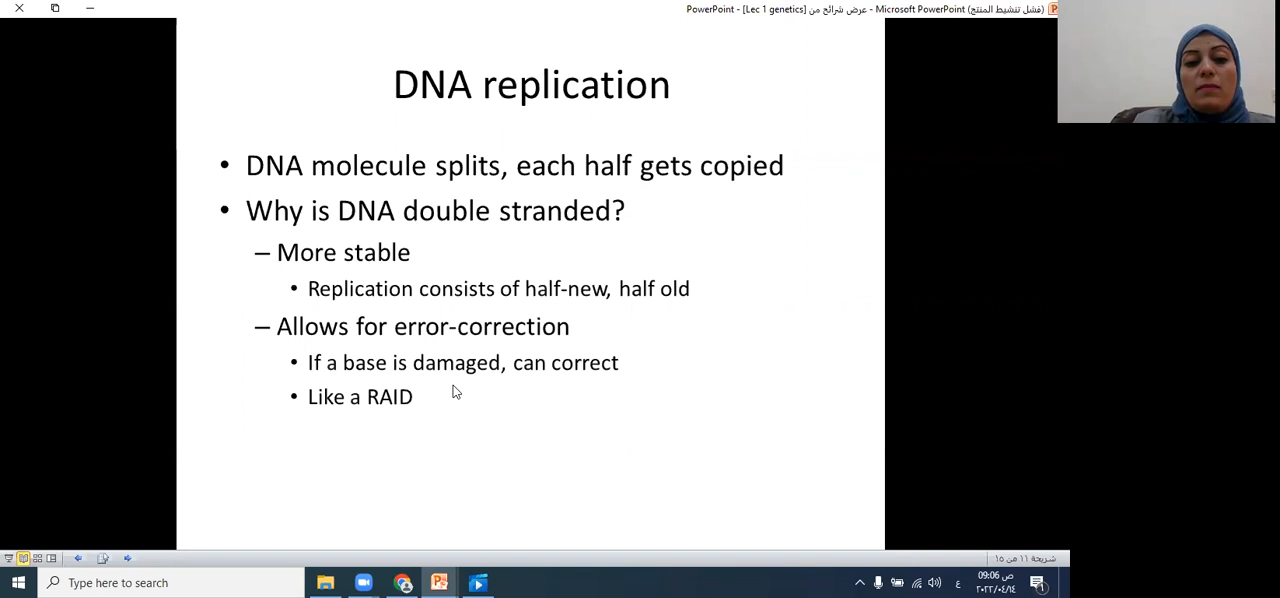 PowerPoint - [Lec 1 genetics] عرض شرائح من - Microsoft PowerPoint (فشل تنشيط المنتج)
DNA replication
• DNA molecule splits, each half gets copied
• Why is DNA double stranded?
– More stable
• Replication consists of half-new, half old
– Allows for error-correction
• If a base is damaged, can correct
• Like a RAID
شريحة ١١ من ١٥
Type here to search
ع
09:06 ص
٢٠٢٢/٠٤/١٤
1